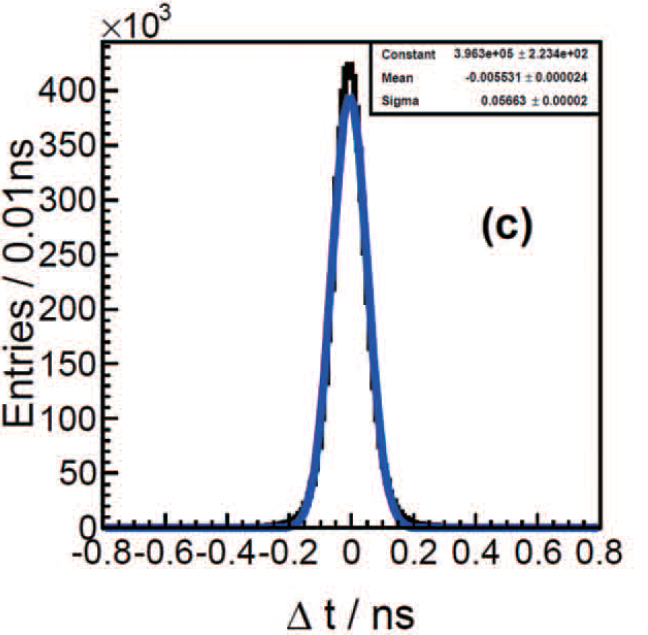 ×10³
Constant 3.963e+05 ± 2.234e+02
Mean -0.005531 ± 0.000024
Sigma 0.05663 ± 0.00002
400
350
300
250
200
150
100
50
0
Entries / 0.01ns
(c)
-0.8 -0.6 -0.4 -0.2 0 0.2 0.4 0.6 0.8
Δ t / ns